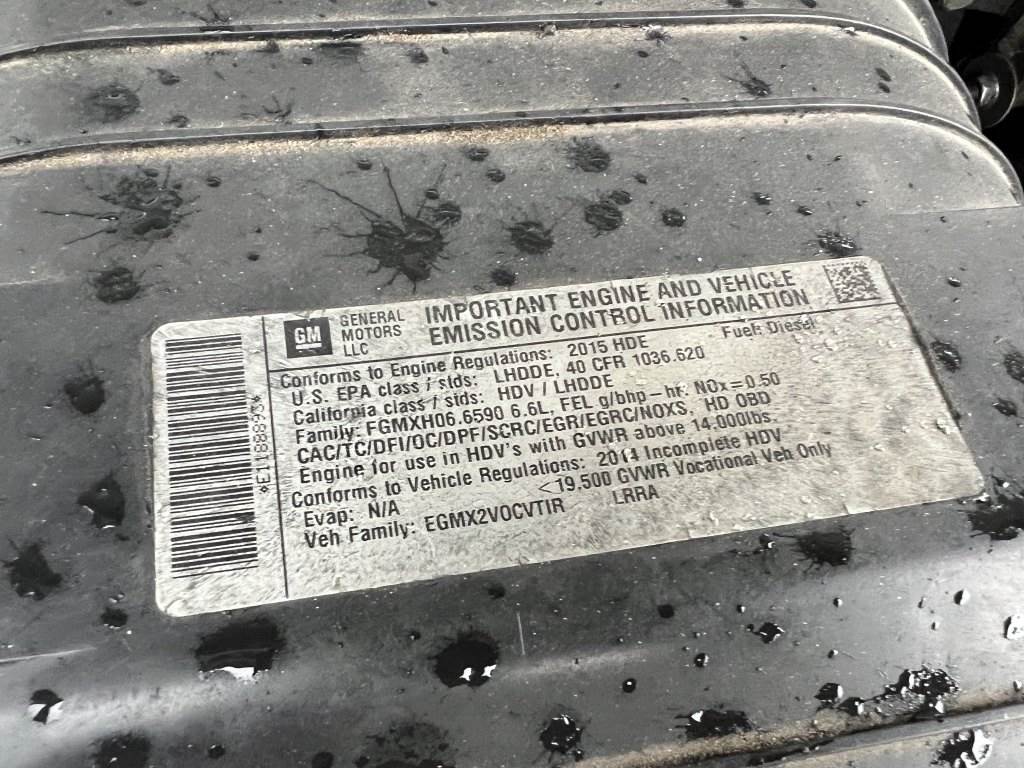 GM
GENERAL
MOTORS
LLC
IMPORTANT ENGINE AND VEHICLE
EMISSION CONTROL INFORMATION
Conforms to Engine Regulations: 2015 HDE Fuel: Diesel
U.S. EPA class / stds: LHDDE, 40 CFR 1036.620
California class / stds: HDV / LHDDE
Family: FGMXH06.6590 6.6L, FEL g/bhp-hr: NOx=0.50
CAC/TC/DFI/OC/DPF/SCRC/EGR/EGRC/NOXS, HD OBD
Engine for use in HDV's with GVWR above 14,000lbs.
Conforms to Vehicle Regulations: 2014 Incomplete HDV
Evap: N/A <19,500 GVWR Vocational Veh Only
Veh Family: EGMX2VOCVTIR LRRA